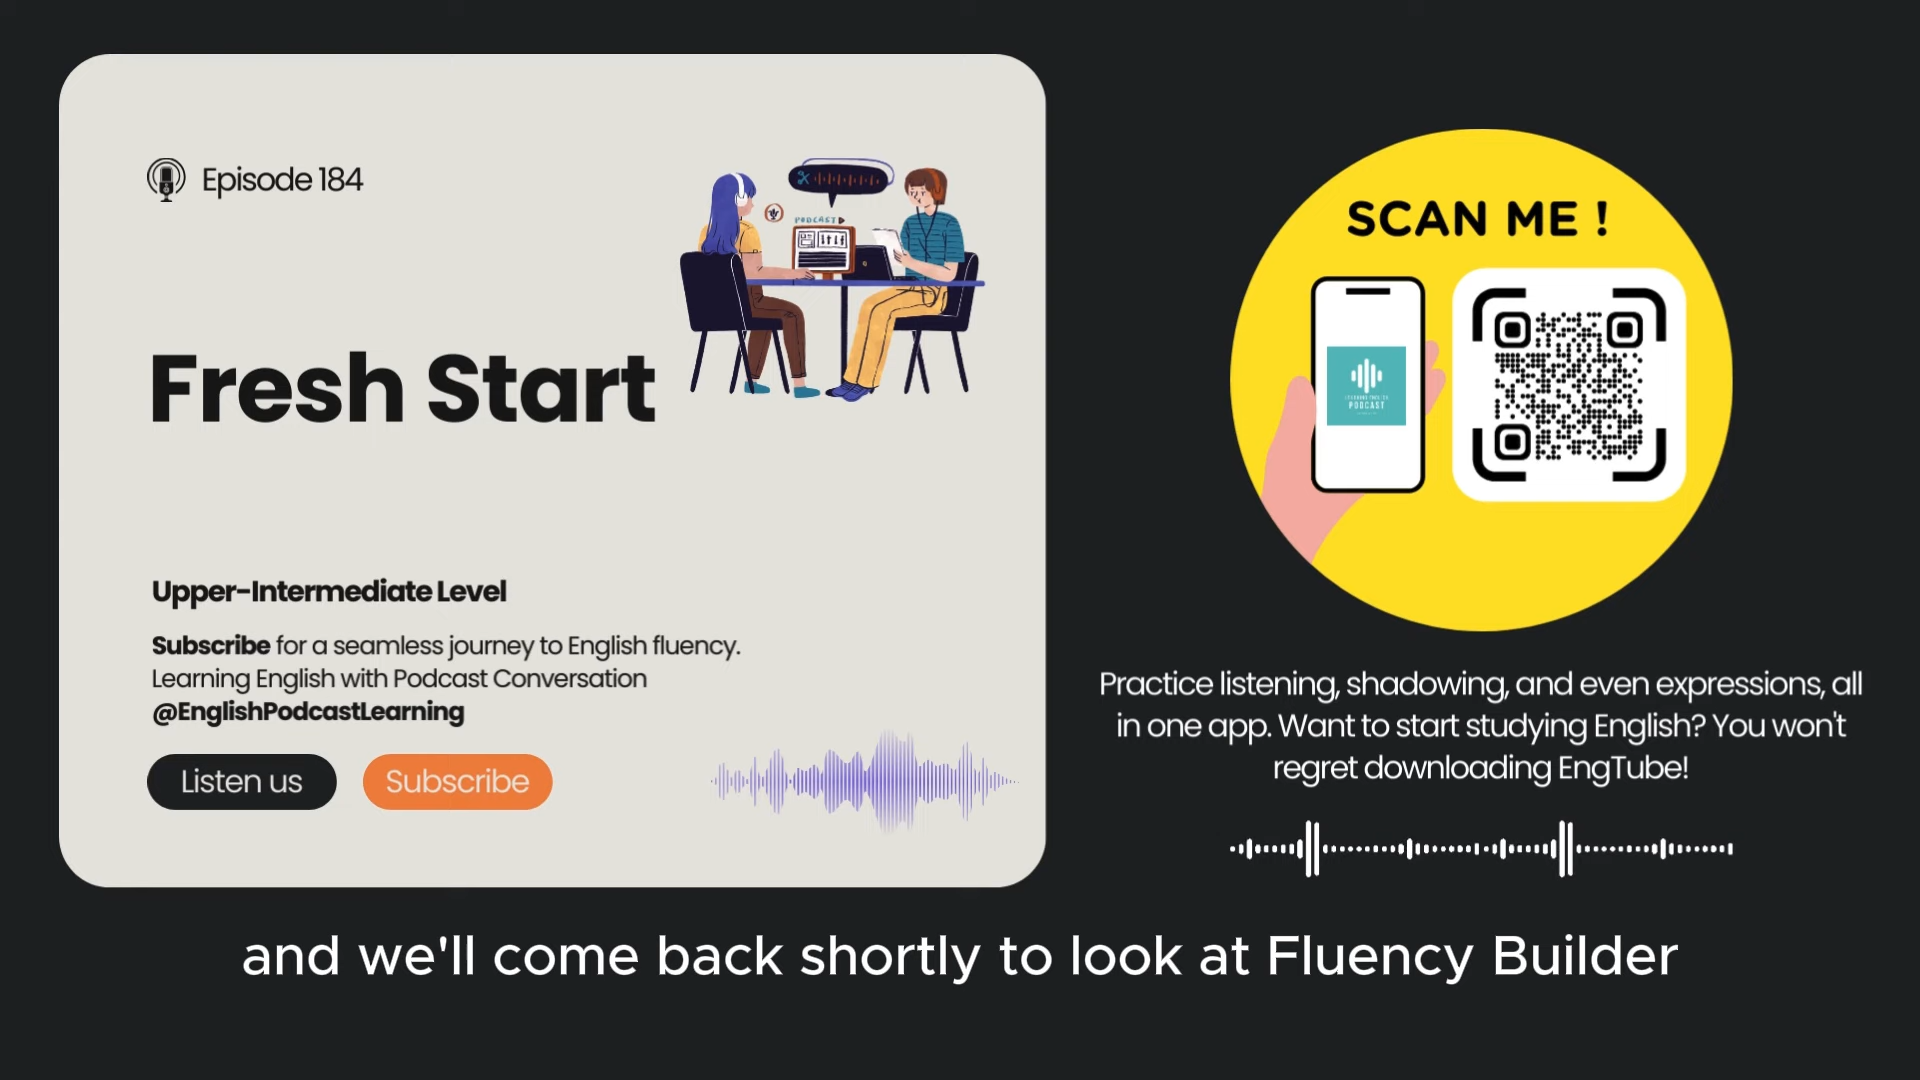 Episode 184
PODCAST
Fresh Start
Upper-Intermediate Level
Subscribe for a seamless journey to English fluency.
Learning English with Podcast Conversation
@EnglishPodcastLearning
Listen us
Subscribe
SCAN ME !
PODCAST
Practice listening, shadowing, and even expressions, all
in one app. Want to start studying English? You won't
regret downloading EngTube!
and we'll come back shortly to look at Fluency Builder